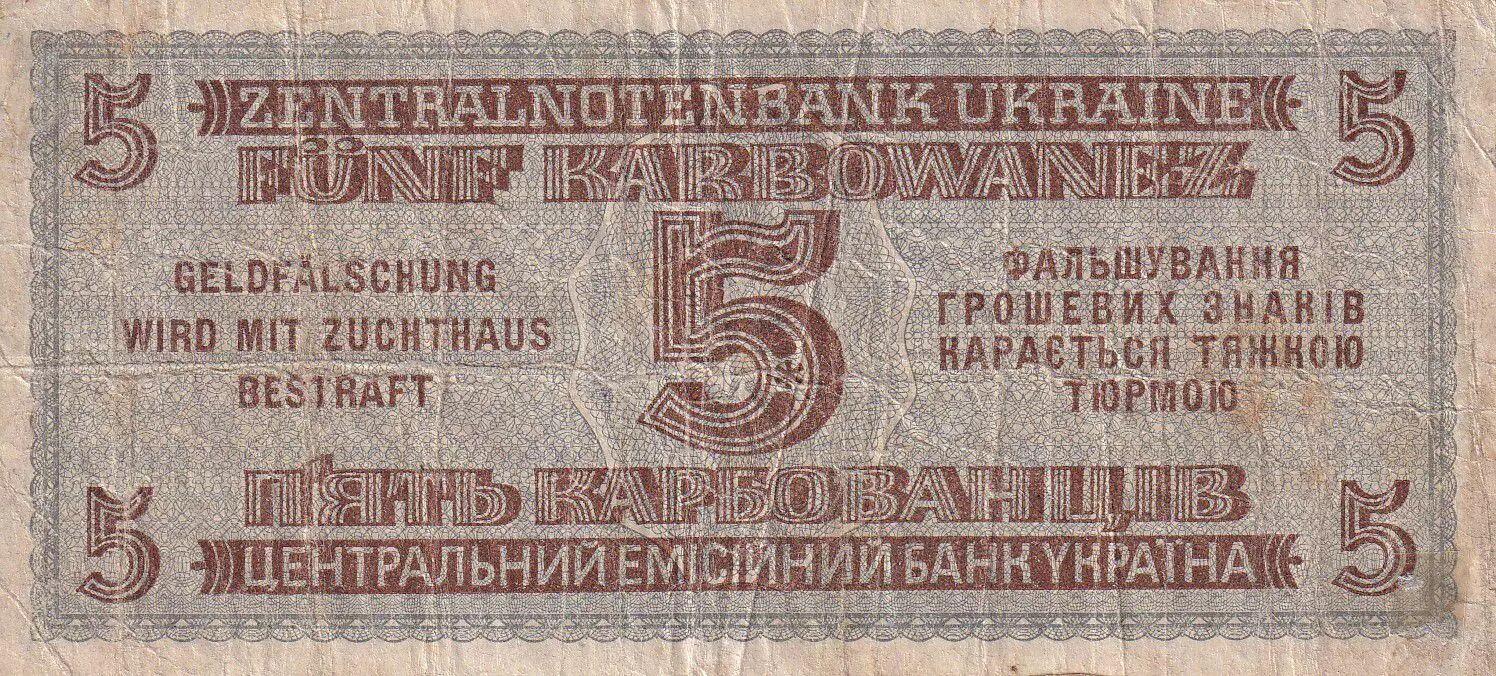 5 ZENTRALNOTENBANK UKRAINE 5
FÜNF KARBOWANEZ
GELDFÄLSCHUNG
WIRD MIT ZUCHTHAUS
BESTRAFT
5
ФАЛЬШУВАННЯ
ГРОШЕВИХ ЗНАКІВ
КАРАЄТЬСЯ ТЯЖКОЮ
ТЮРМОЮ
П'ЯТЬ КАРБОВАНЦІВ
5 ЦЕНТРАЛЬНИЙ ЕМІСІЙНИЙ БАНК УКРАЇНА 5